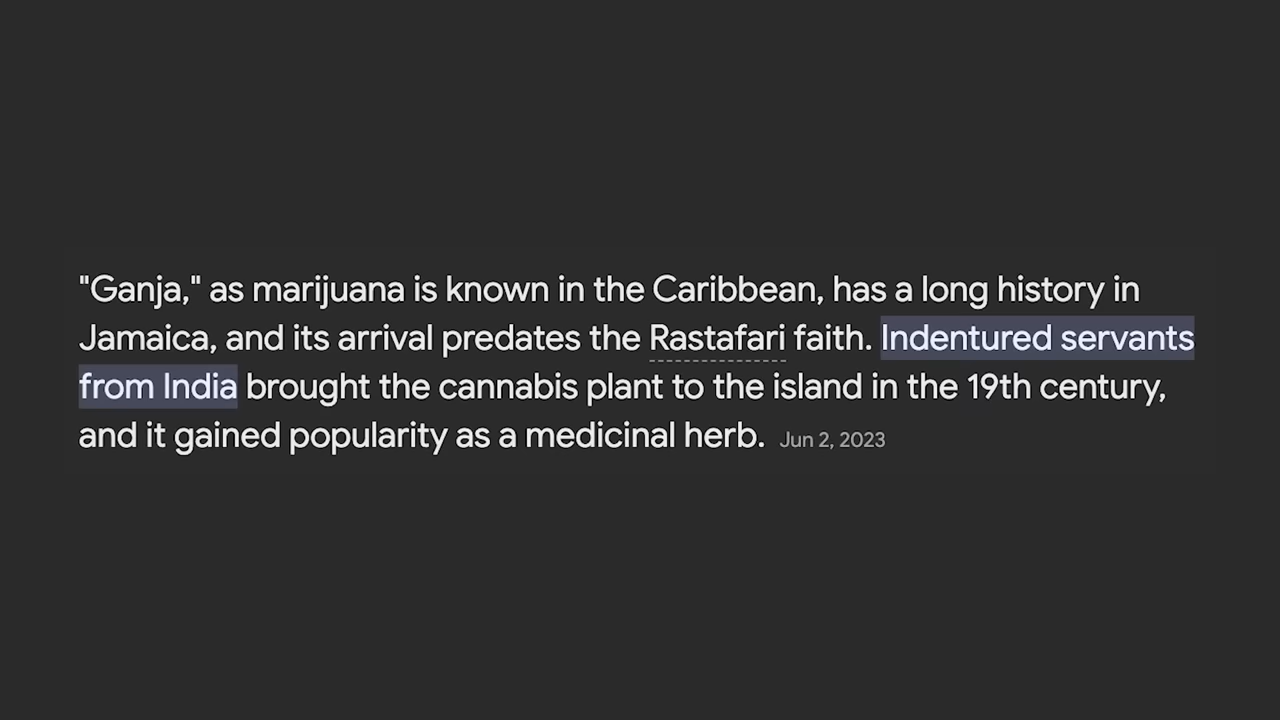 "Ganja," as marijuana is known in the Caribbean, has a long history in
Jamaica, and its arrival predates the Rastafari faith. Indentured servants
from India brought the cannabis plant to the island in the 19th century,
and it gained popularity as a medicinal herb. Jun 2, 2023